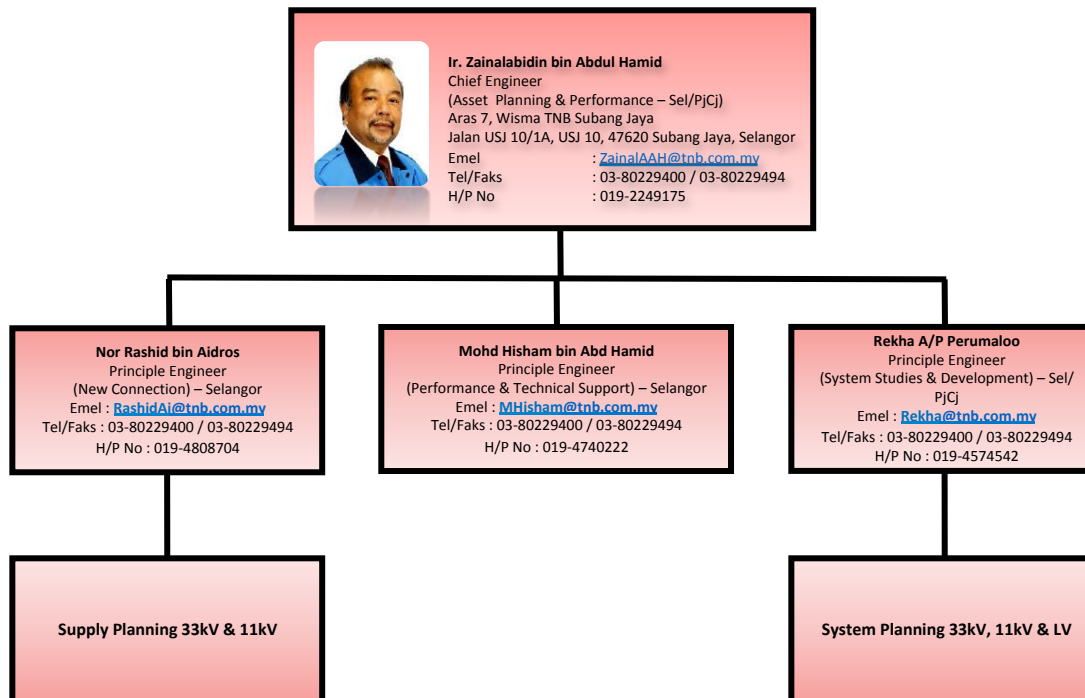 Ir. Zainalabidin bin Abdul Hamid
Chief Engineer
(Asset Planning & Performance – Sel/PjCj)
Aras 7, Wisma TNB Subang Jaya
Jalan USJ 10/1A, USJ 10, 47620 Subang Jaya, Selangor
Emel : ZainalAAH@tnb.com.my
Tel/Faks : 03-80229400 / 03-80229494
H/P No : 019-2249175
Nor Rashid bin Aidros
Principle Engineer
(New Connection) – Selangor
Emel : RashidAi@tnb.com.my
Tel/Faks : 03-80229400 / 03-80229494
H/P No : 019-4808704
Mohd Hisham bin Abd Hamid
Principle Engineer
(Performance & Technical Support) – Selangor
Emel : MHisham@tnb.com.my
Tel/Faks : 03-80229400 / 03-80229494
H/P No : 019-4740222
Rekha A/P Perumaloo
Principle Engineer
(System Studies & Development) – Sel/
PjCj
Emel : Rekha@tnb.com.my
Tel/Faks : 03-80229400 / 03-80229494
H/P No : 019-4574542
Supply Planning 33kV & 11kV
System Planning 33kV, 11kV & LV